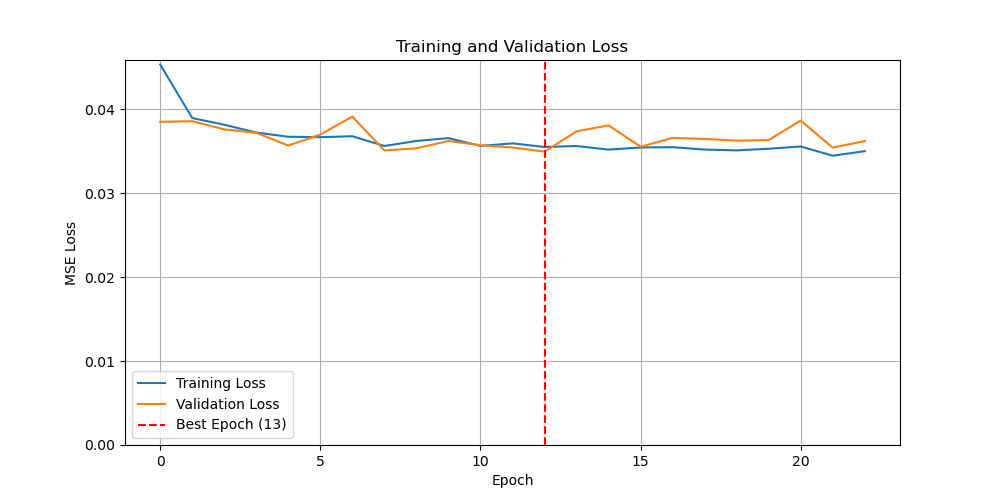 Training and Validation Loss
MSE Loss
0.04
0.03
0.02
0.01
0.00
Training Loss
Validation Loss
Best Epoch (13)
0 5 10 15 20
Epoch